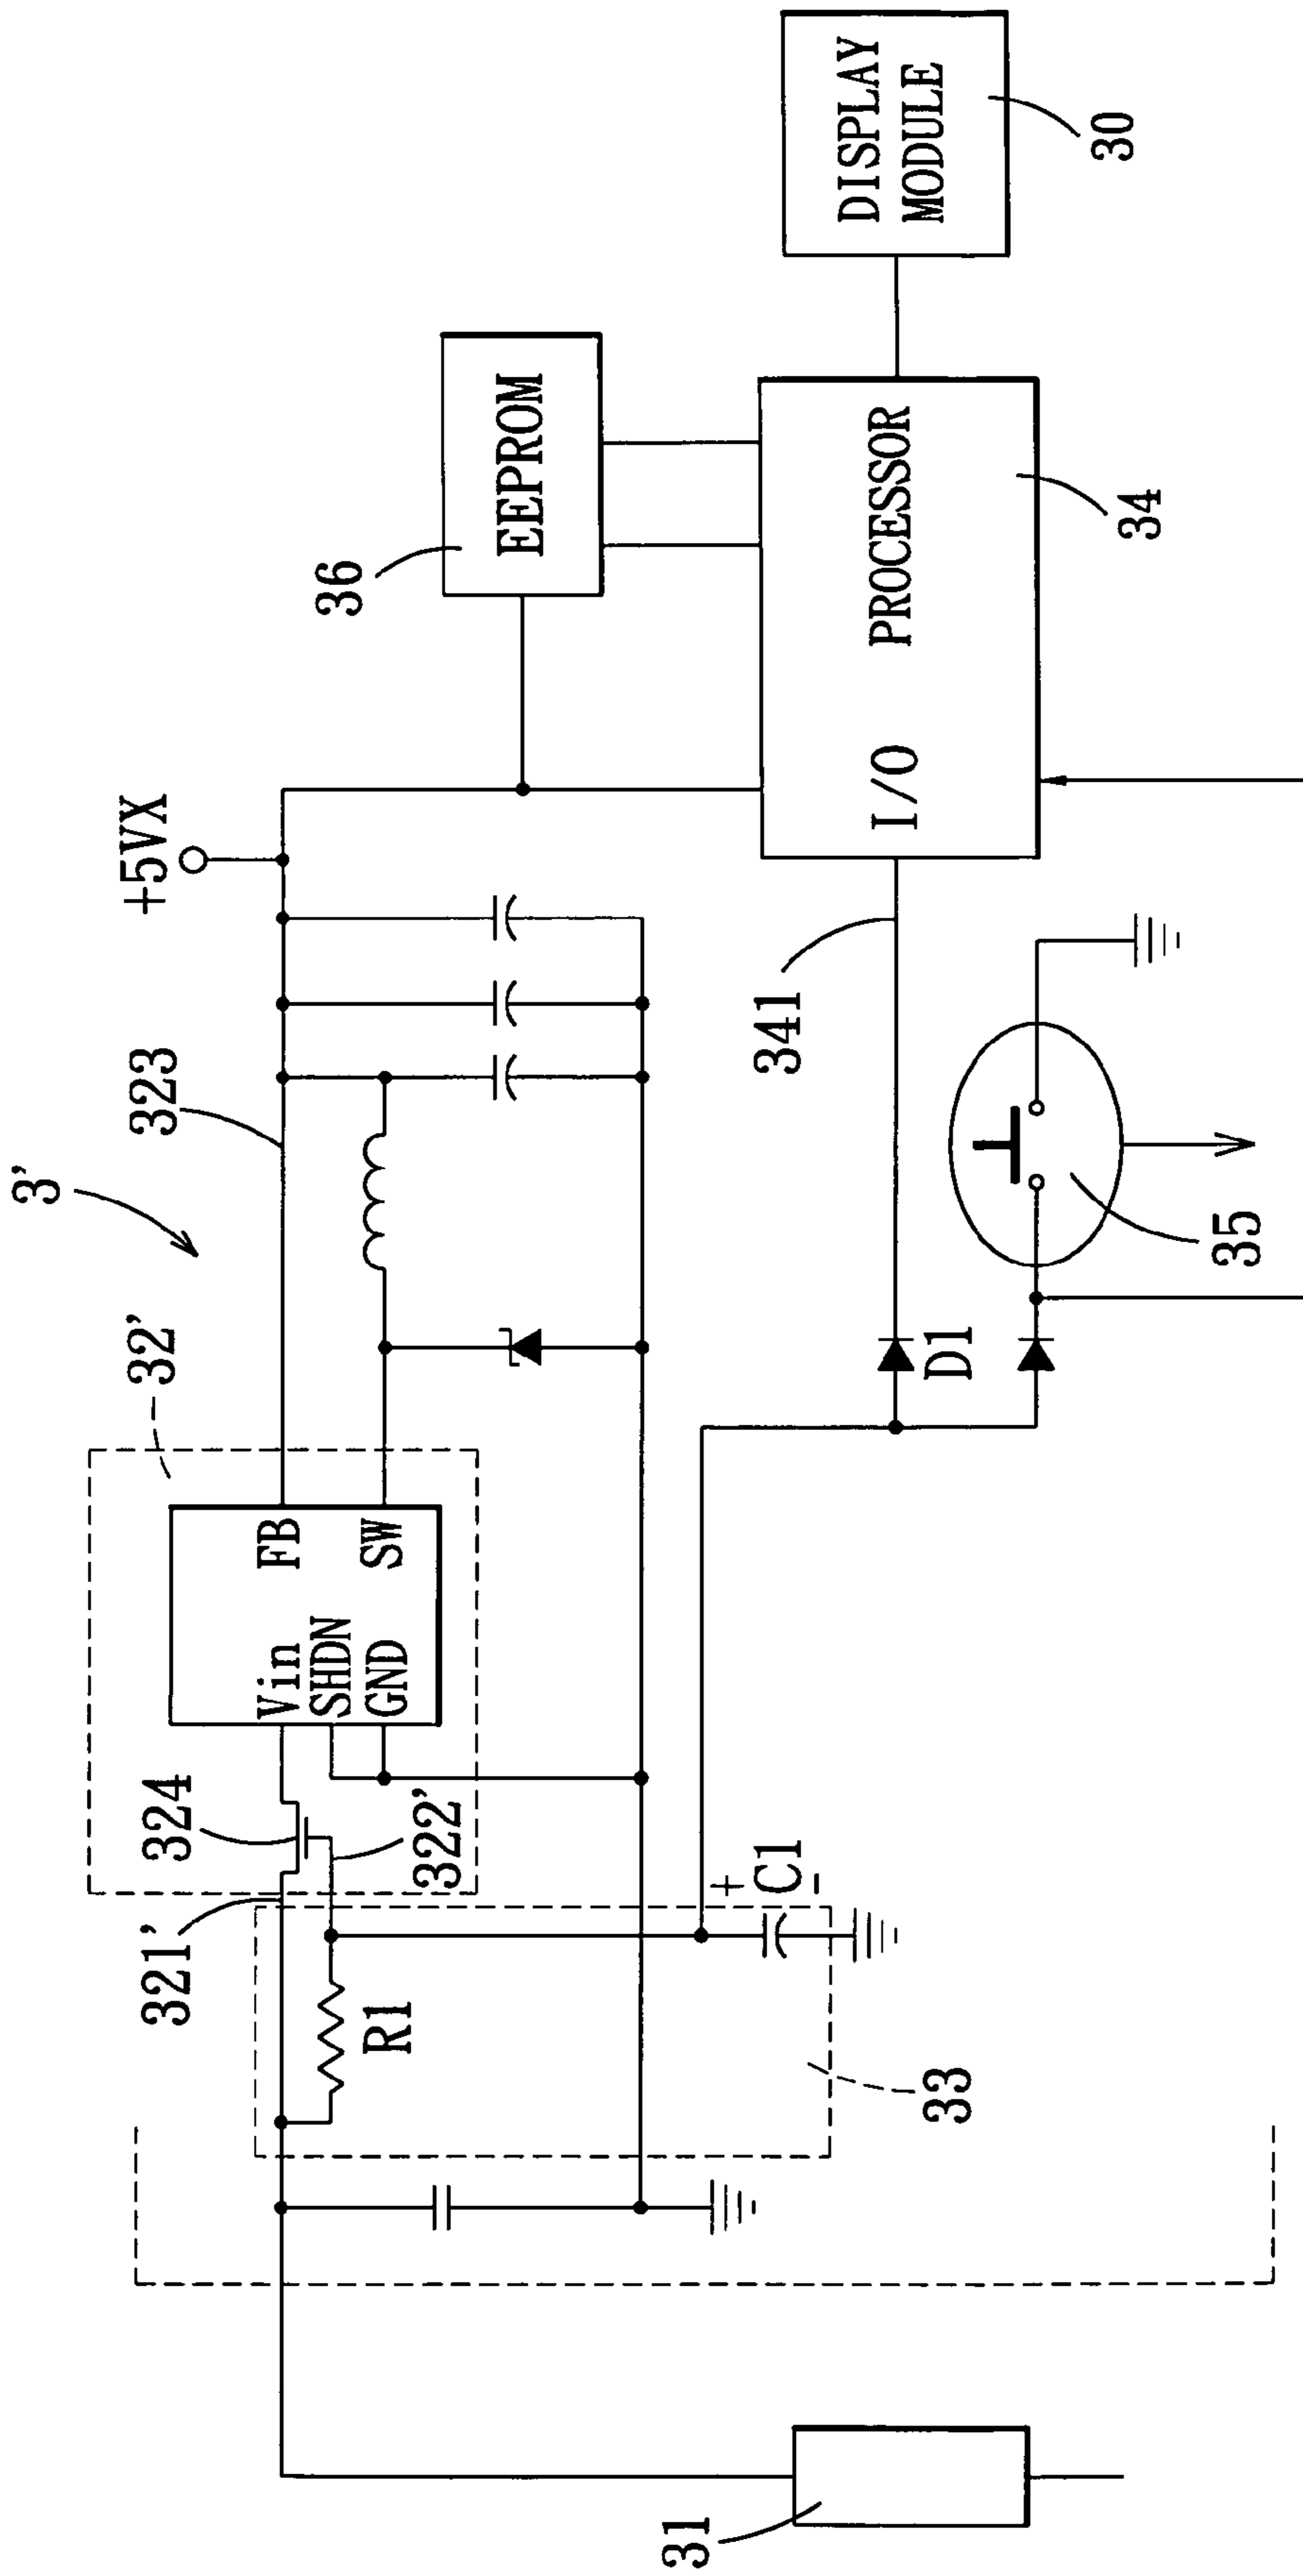 3'
32'
321'
324
322'
Vin
SHDN
GND
FB
SW
323
+5VX
36
EEPROM
R1
+
C1
-
33
31
D1
341
35
I/O
PROCESSOR
34
DISPLAY
MODULE
30